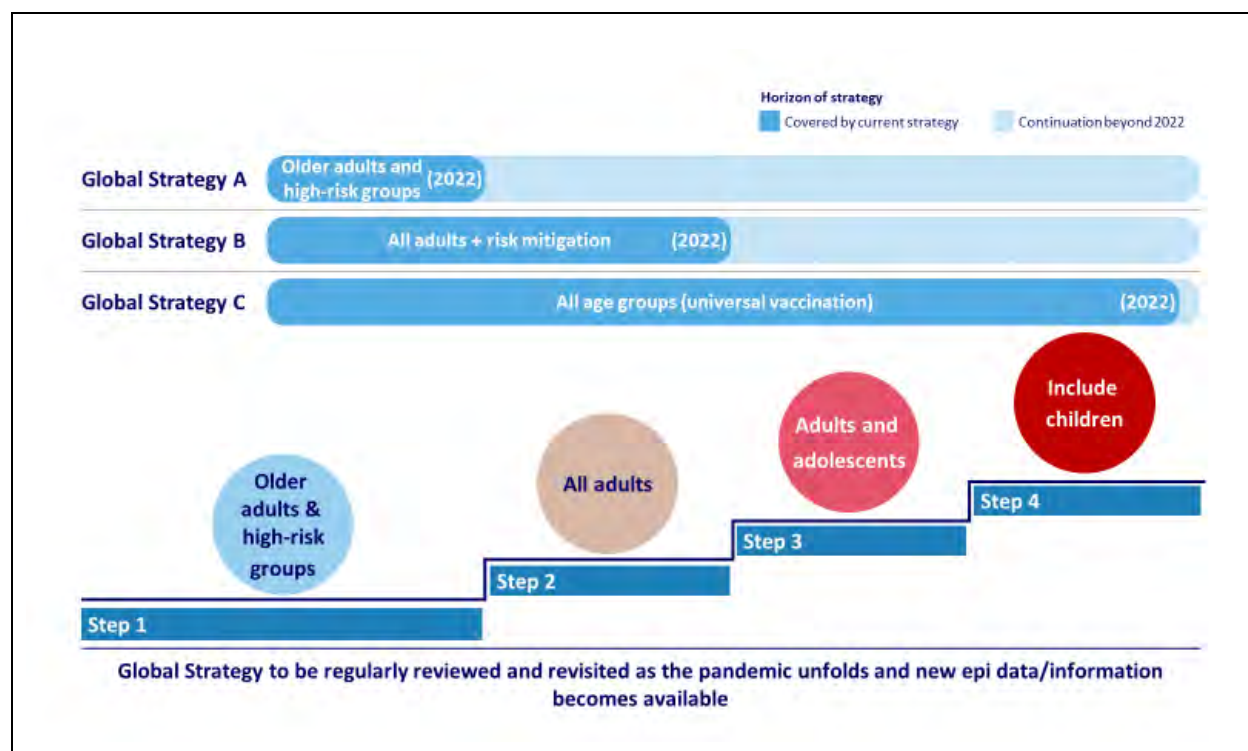 Horizon of strategy
Covered by current strategy
Continuation beyond 2022
Global Strategy A
Older adults and
high-risk groups
(2022)
Global Strategy B
All adults + risk mitigation
(2022)
Global Strategy C
All age groups (universal vaccination)
(2022)
Older
adults &
high-risk
groups
All adults
Adults and
adolescents
Include
children
Step 1
Step 2
Step 3
Step 4
Global Strategy to be regularly reviewed and revisited as the pandemic unfolds and new epi data/information
becomes available